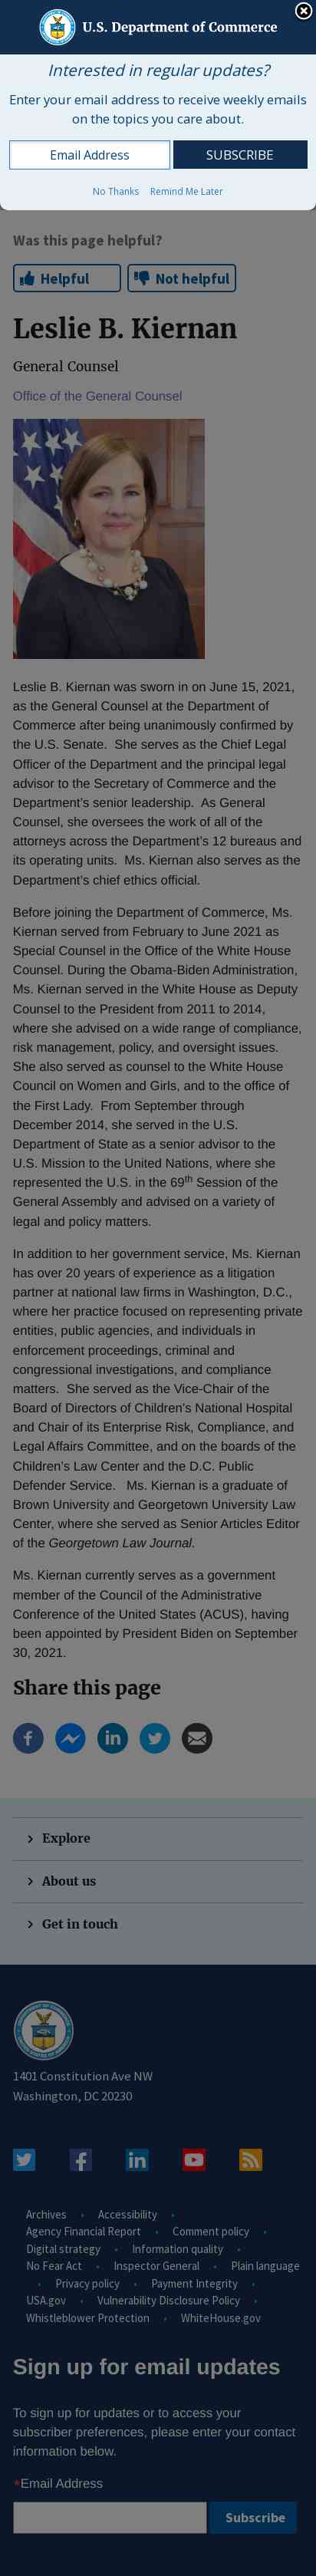 U.S. Department of Commerce
Interested in regular updates?
Enter your email address to receive weekly emails
on the topics you care about.
Email Address
SUBSCRIBE
No Thanks
Remind Me Later
Was this page helpful?
Helpful
Not helpful
Leslie B. Kiernan
General Counsel
Office of the General Counsel
Leslie B. Kiernan was sworn in on June 15, 2021,
as the General Counsel at the Department of
Commerce after being unanimously confirmed by
the U.S. Senate.  She serves as the Chief Legal
Officer of the Department and the principal legal
advisor to the Secretary of Commerce and the
Department's senior leadership.  As General
Counsel, she oversees the work of all of the
attorneys across the Department's 12 bureaus and
its operating units.  Ms. Kiernan also serves as the
Department's chief ethics official.
Before joining the Department of Commerce, Ms.
Kiernan served from February to June 2021 as
Special Counsel in the Office of the White House
Counsel. During the Obama-Biden Administration,
Ms. Kiernan served in the White House as Deputy
Counsel to the President from 2011 to 2014,
where she advised on a wide range of compliance,
risk management, policy, and oversight issues.
She also served as counsel to the White House
Council on Women and Girls, and to the office of
the First Lady.  From September through
December 2014, she served in the U.S.
Department of State as a senior advisor to the
U.S. Mission to the United Nations, where she
represented the U.S. in the 69th Session of the
General Assembly and advised on a variety of
legal and policy matters.
In addition to her government service, Ms. Kiernan
has over 20 years of experience as a litigation
partner at national law firms in Washington, D.C.,
where her practice focused on representing private
entities, public agencies, and individuals in
enforcement proceedings, criminal and
congressional investigations, and compliance
matters.  She served as the Vice-Chair of the
Board of Directors of Children's National Hospital
and Chair of its Enterprise Risk, Compliance, and
Legal Affairs Committee, and on the boards of the
Children's Law Center and the D.C. Public
Defender Service.   Ms. Kiernan is a graduate of
Brown University and Georgetown University Law
Center, where she served as Senior Articles Editor
of the Georgetown Law Journal.
Ms. Kiernan currently serves as a government
member of the Council of the Administrative
Conference of the United States (ACUS), having
been appointed by President Biden on September
30, 2021.
Share this page
Explore
About us
Get in touch
1401 Constitution Ave NW
Washington, DC 20230
Archives • Accessibility •
Agency Financial Report • Comment policy •
Digital strategy • Information quality •
No Fear Act • Inspector General • Plain language
• Privacy policy • Payment Integrity •
USA.gov • Vulnerability Disclosure Policy •
Whistleblower Protection • WhiteHouse.gov
Sign up for email updates
To sign up for updates or to access your
subscriber preferences, please enter your contact
information below.
*Email Address
Subscribe